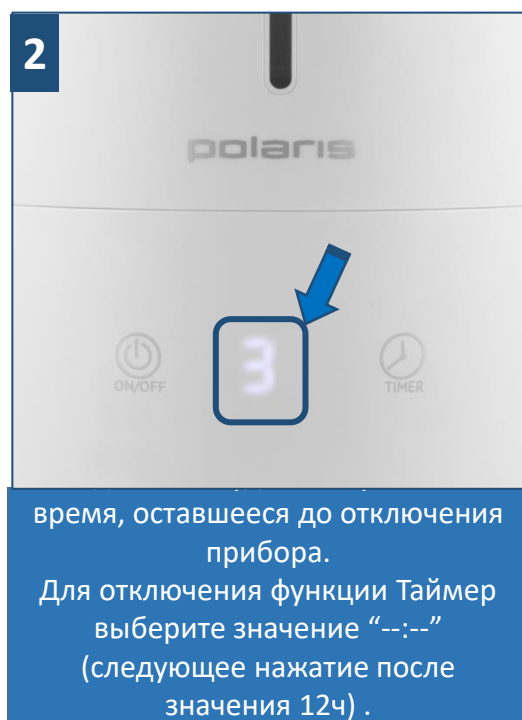 2
polaris
3
ON/OFF
TIMER
время, оставшееся до отключения
прибора.
Для отключения функции Таймер
выберите значение “--:--”
(следующее нажатие после
значения 12ч) .